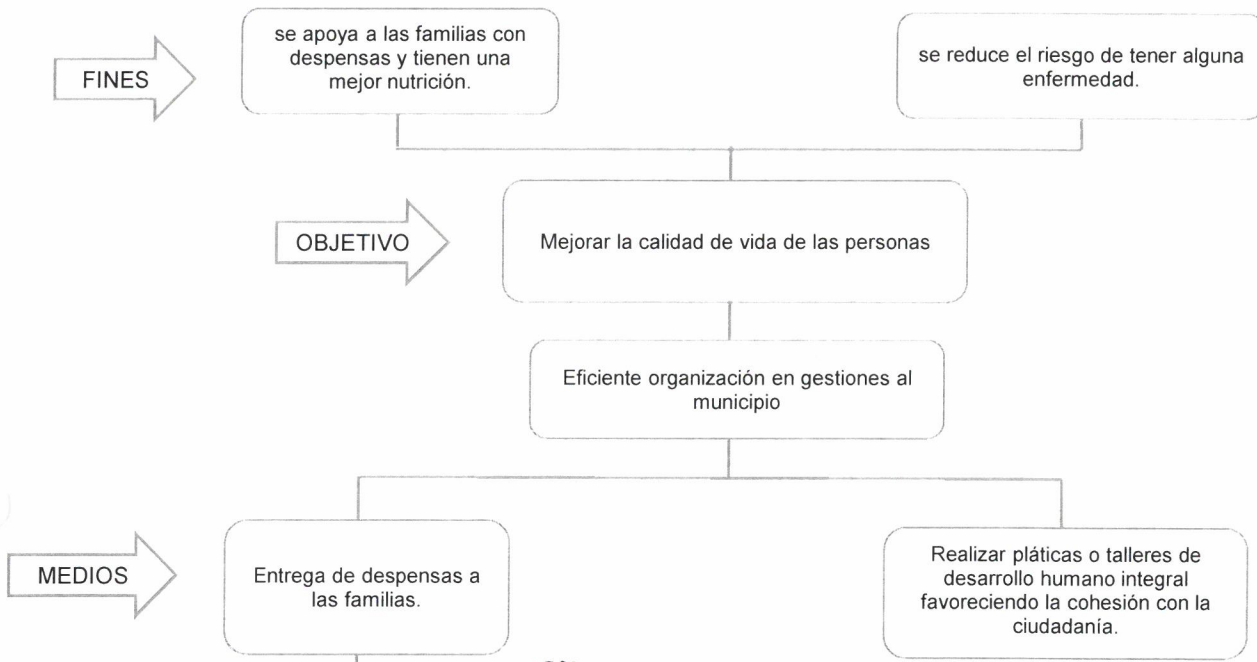 se apoya a las familias con
despensas y tienen una
mejor nutrición.
se reduce el riesgo de tener alguna
enfermedad.
FINES
OBJETIVO
Mejorar la calidad de vida de las personas
Eficiente organización en gestiones al
municipio
MEDIOS
Entrega de despensas a
las familias.
Realizar pláticas o talleres de
desarrollo humano integral
favoreciendo la cohesión con la
ciudadanía.